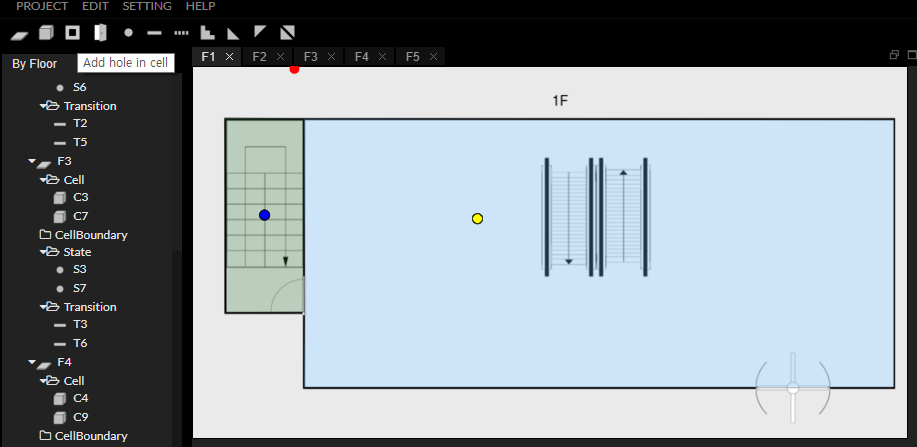 PROJECT EDIT SETTING HELP
By Floor
Add hole in cell
F1 F2 F3 F4 F5
S6
Transition
T2
T5
F3
Cell
C3
C7
CellBoundary
State
S3
S7
Transition
T3
T6
F4
Cell
C4
C9
CellBoundary
1F